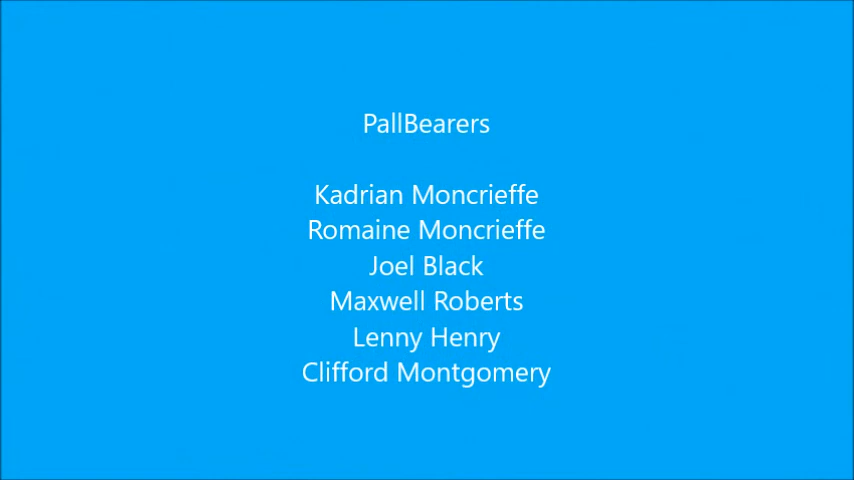 PallBearers
Kadrian Moncrieffe
Romaine Moncrieffe
Joel Black
Maxwell Roberts
Lenny Henry
Clifford Montgomery